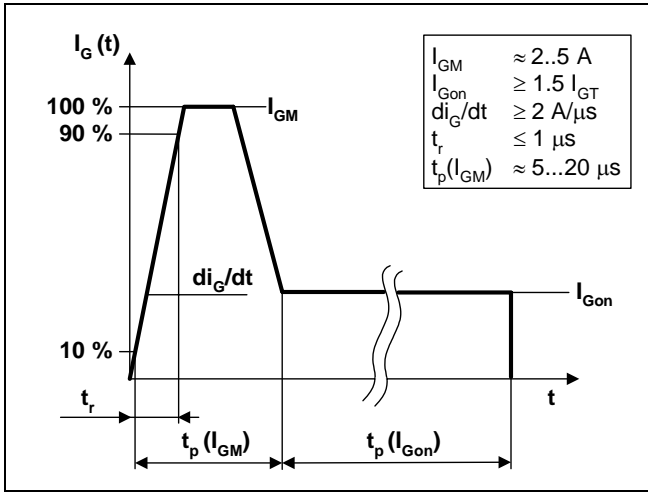 I_G (t)
I_GM ≈ 2..5 A
I_Gon ≥ 1.5 I_GT
di_G/dt ≥ 2 A/μs
t_r ≤ 1 μs
t_p(I_GM) ≈ 5...20 μs
100 %
I_GM
90 %
di_G/dt
I_Gon
10 %
t
t_r
t_p (I_GM)
t_p (I_Gon)